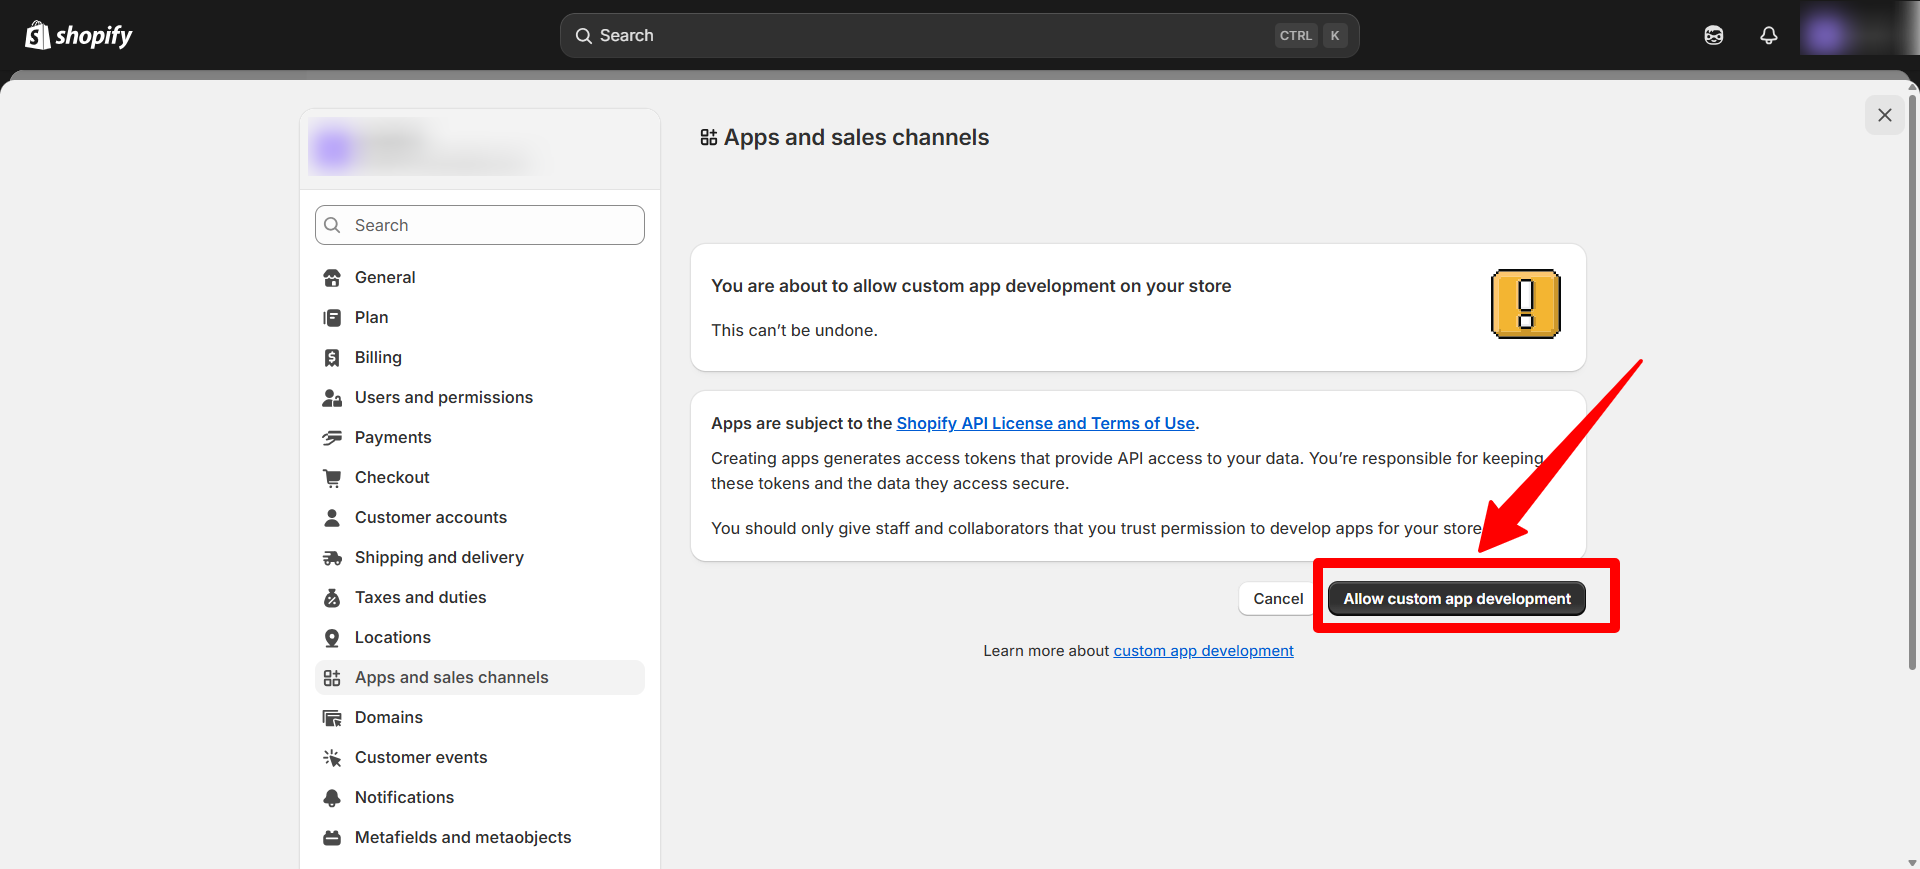 shopify
Search
CTRL K
Apps and sales channels
Search
General
Plan
Billing
Users and permissions
Payments
Checkout
Customer accounts
Shipping and delivery
Taxes and duties
Locations
Apps and sales channels
Domains
Customer events
Notifications
Metafields and metaobjects
You are about to allow custom app development on your store
This can’t be undone.
Apps are subject to the Shopify API License and Terms of Use.
Creating apps generates access tokens that provide API access to your data. You’re responsible for keeping
these tokens and the data they access secure.
You should only give staff and collaborators that you trust permission to develop apps for your store
Cancel
Allow custom app development
Learn more about custom app development